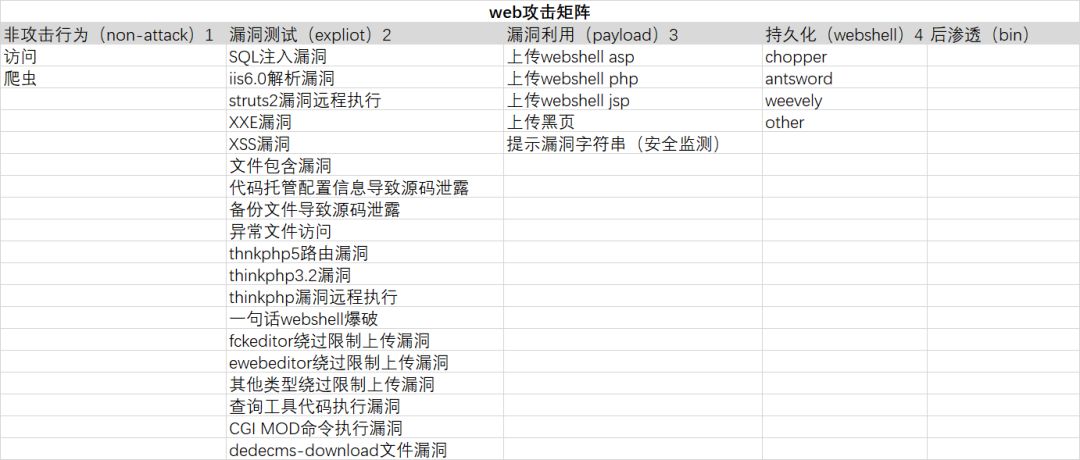 web攻击矩阵
非攻击行为（non-attack）1 漏洞测试（expliot）2 漏洞利用（payload）3 持久化（webshell）4 后渗透（bin）
访问 SQL注入漏洞 上传webshell asp chopper
爬虫 iis6.0解析漏洞 上传webshell php antsword
struts2漏洞远程执行 上传webshell jsp weevely
XXE漏洞 上传黑页 other
XSS漏洞 提示漏洞字符串（安全监测）
文件包含漏洞
代码托管配置信息导致源码泄露
备份文件导致源码泄露
异常文件访问
thnkphp5路由漏洞
thinkphp3.2漏洞
thinkphp漏洞远程执行
一句话webshell爆破
fckeditor绕过限制上传漏洞
ewebeditor绕过限制上传漏洞
其他类型绕过限制上传漏洞
查询工具代码执行漏洞
CGI MOD命令执行漏洞
dedecms-download文件漏洞